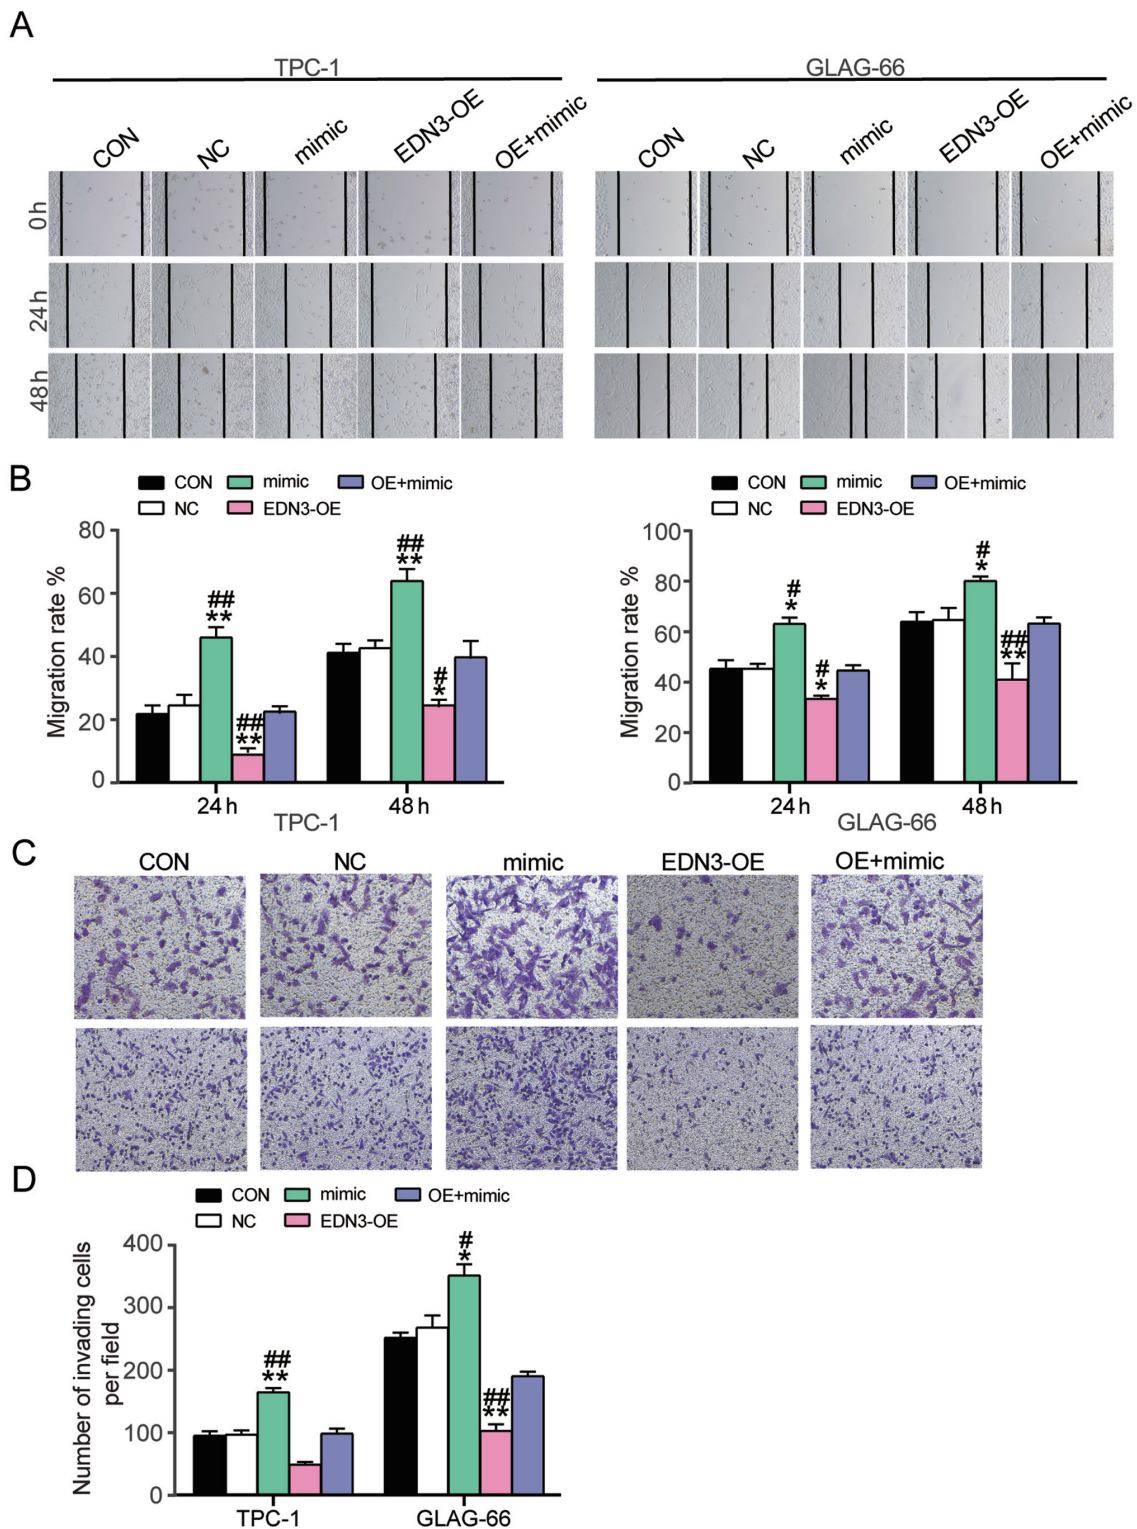 A
TPC-1
GLAG-66
CON NC mimic EDN3-OE OE+mimic
CON NC mimic EDN3-OE OE+mimic
0 h
24 h
48 h
B
CON mimic OE+mimic
NC EDN3-OE
Migration rate %
80
60
40
20
0
## ** ## ** ## ** # *
24 h 48 h
TPC-1
CON mimic OE+mimic
NC EDN3-OE
Migration rate %
100
80
60
40
20
0
# * # * # * ## **
24 h 48 h
GLAG-66
C
CON NC mimic EDN3-OE OE+mimic
D
CON mimic OE+mimic
NC EDN3-OE
Number of invading cells
per field
400
300
200
100
0
## ** # * ## **
TPC-1 GLAG-66